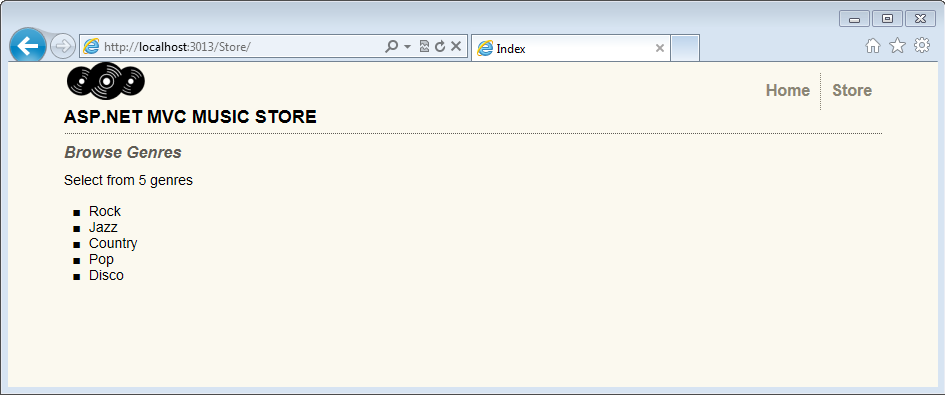 http://localhost:3013/Store/
Index
Home
Store
ASP.NET MVC MUSIC STORE
Browse Genres
Select from 5 genres
Rock
Jazz
Country
Pop
Disco